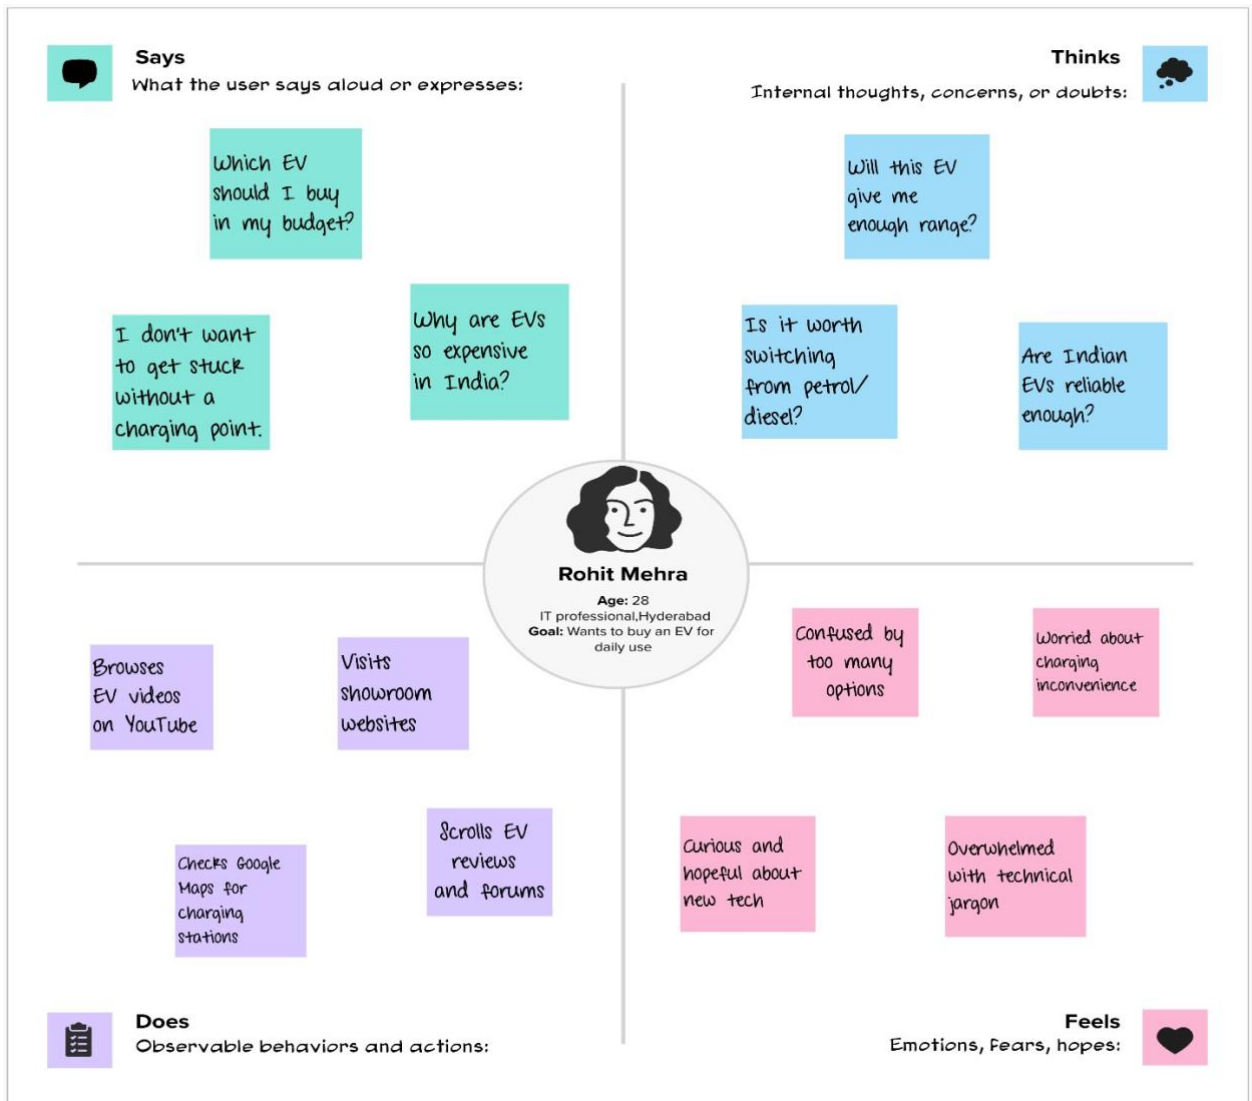 Says
What the user says aloud or expresses:
Which EV
should I buy
in my budget?
I don't want
to get stuck
without a
charging point.
Why are EVs
so expensive
in India?
Thinks
Internal thoughts, concerns, or doubts:
Will this EV
give me
enough range?
Is it worth
switching
from petrol/
diesel?
Are Indian
EVs reliable
enough?
Rohit Mehra
Age: 28
IT professional,Hyderabad
Goal: Wants to buy an EV for
daily use
Browses
EV videos
on YouTube
Visits
showroom
websites
Checks Google
Maps for
charging
stations
Scrolls EV
reviews
and forums
Does
Observable behaviors and actions:
Confused by
too many
options
Worried about
charging
inconvenience
Curious and
hopeful about
new tech
Overwhelmed
with technical
jargon
Feels
Emotions, fears, hopes: